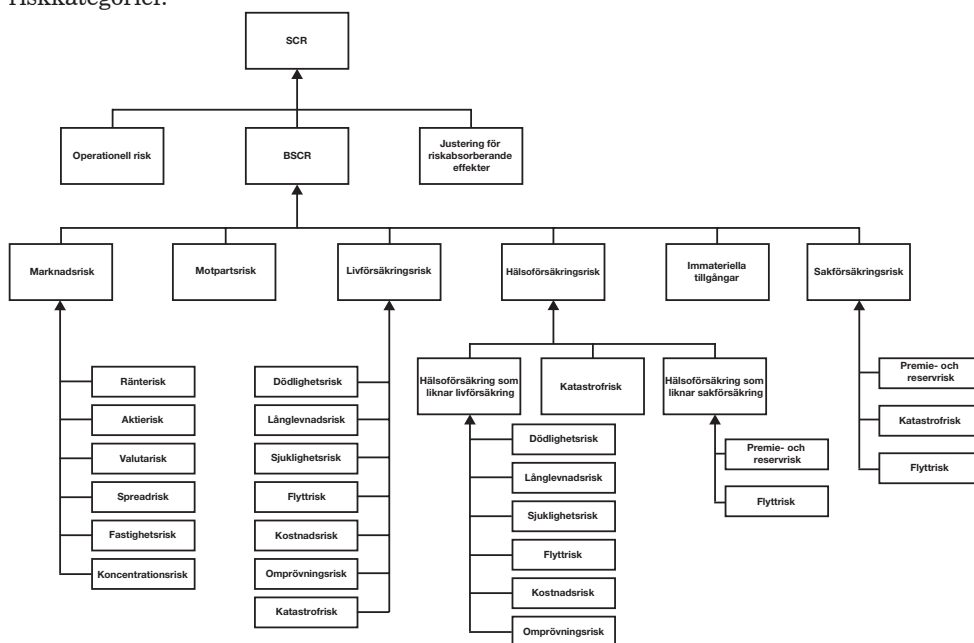 riskkategorier.
SCR
Operationell risk
BSCR
Justering för
riskabsorberande
effekter
Marknadsrisk
Motpartsrisk
Livförsäkringsrisk
Hälsoförsäkringsrisk
Immateriella
tillgångar
Sakförsäkringsrisk
Ränterisk
Aktierisk
Valutarisk
Spreadrisk
Fastighetsrisk
Koncentrationsrisk
Dödlighetsrisk
Långlevnadsrisk
Sjuklighetsrisk
Flyttrisk
Kostnadsrisk
Omprövningsrisk
Katastrofrisk
Hälsoförsäkring som
liknar livförsäkring
Katastrofrisk
Hälsoförsäkring som
liknar sakförsäkring
Dödlighetsrisk
Långlevnadsrisk
Sjuklighetsrisk
Flyttrisk
Kostnadsrisk
Omprövningsrisk
Premie- och
reservrisk
Flyttrisk
Premie- och
reservrisk
Katastrofrisk
Flyttrisk